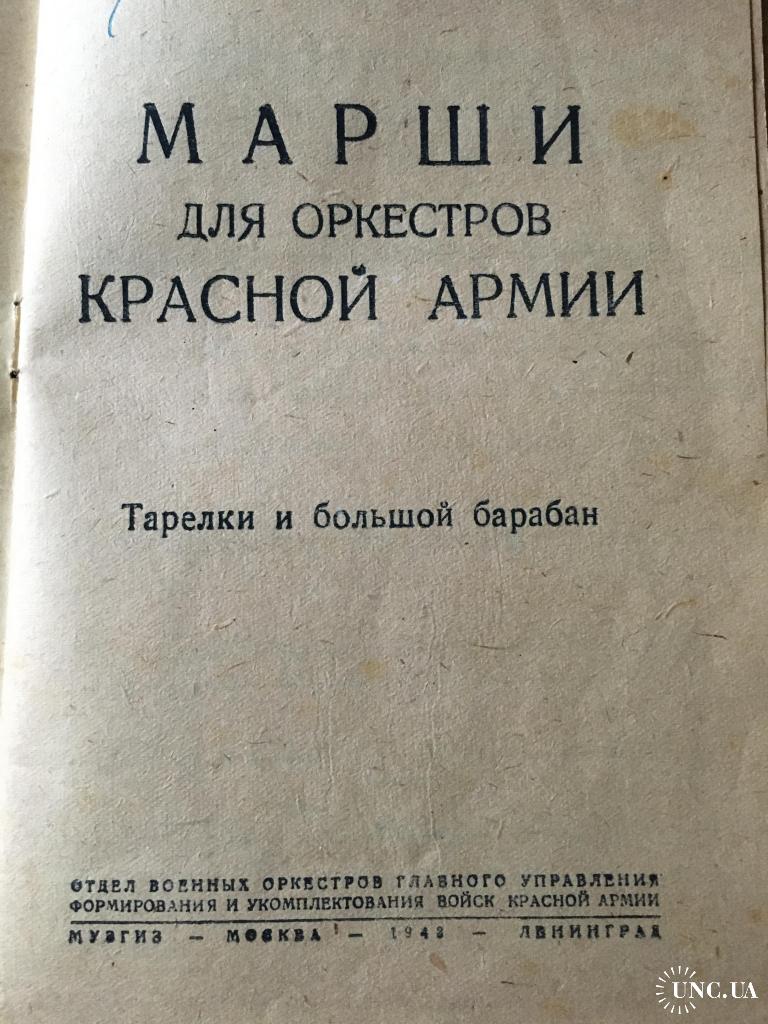 МАРШИ
ДЛЯ ОРКЕСТРОВ
КРАСНОЙ АРМИИ
Тарелки и большой барабан
ОТДЕЛ ВОЕННЫХ ОРКЕСТРОВ ГЛАВНОГО УПРАВЛЕНИЯ
ФОРМИРОВАНИЯ И УКОМПЛЕКТОВАНИЯ ВОЙСК КРАСНОЙ АРМИИ
МУЗГИЗ — МОСКВА — 1943 — ЛЕНИНГРАД
UNC.UA